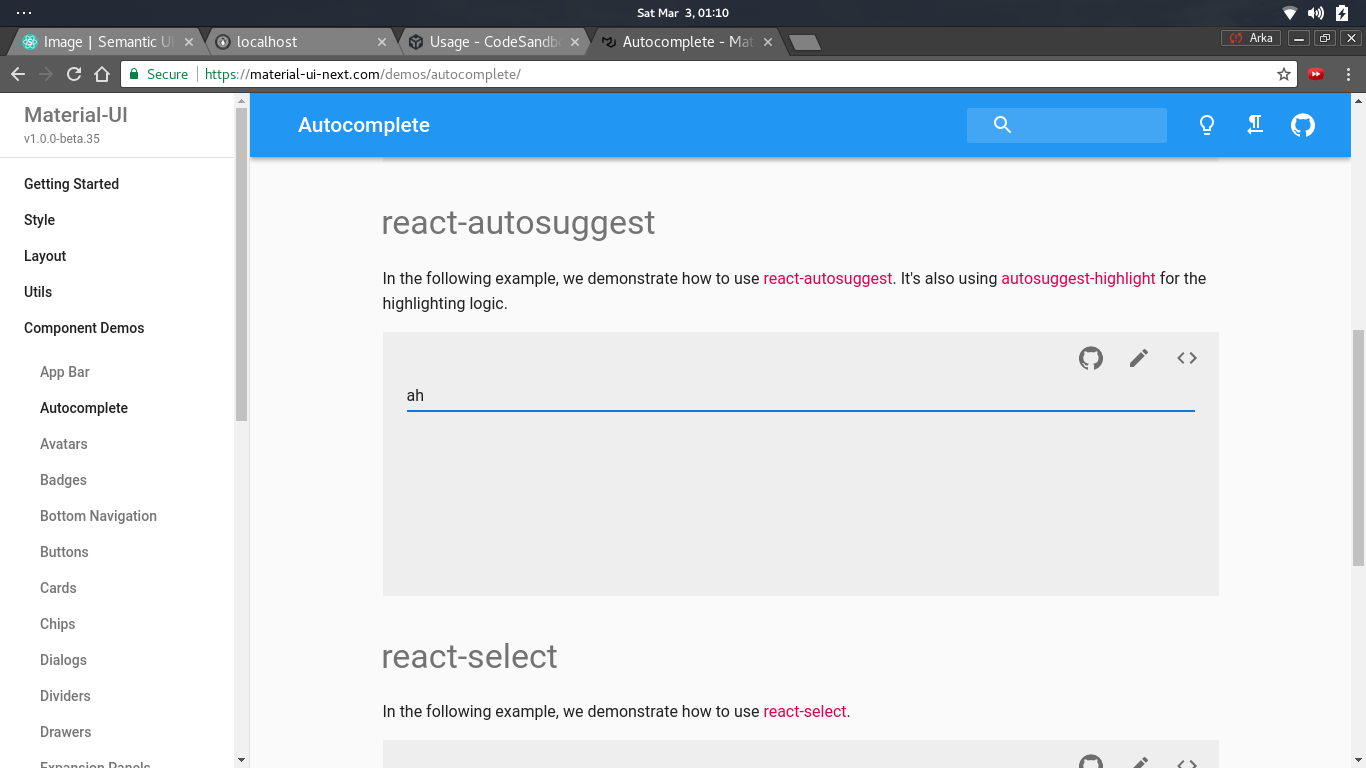 Sat Mar 3, 01:10
Image | Semantic UI
localhost
Usage - CodeSandb
Autocomplete - Mat
Arka
Secure
https://material-ui-next.com/demos/autocomplete/
Material-UI
v1.0.0-beta.35
Getting Started
Style
Layout
Utils
Component Demos
App Bar
Autocomplete
Avatars
Badges
Bottom Navigation
Buttons
Cards
Chips
Dialogs
Dividers
Drawers
Expansion Panels
Autocomplete
react-autosuggest
In the following example, we demonstrate how to use react-autosuggest. It's also using autosuggest-highlight for the
highlighting logic.
ah
react-select
In the following example, we demonstrate how to use react-select.